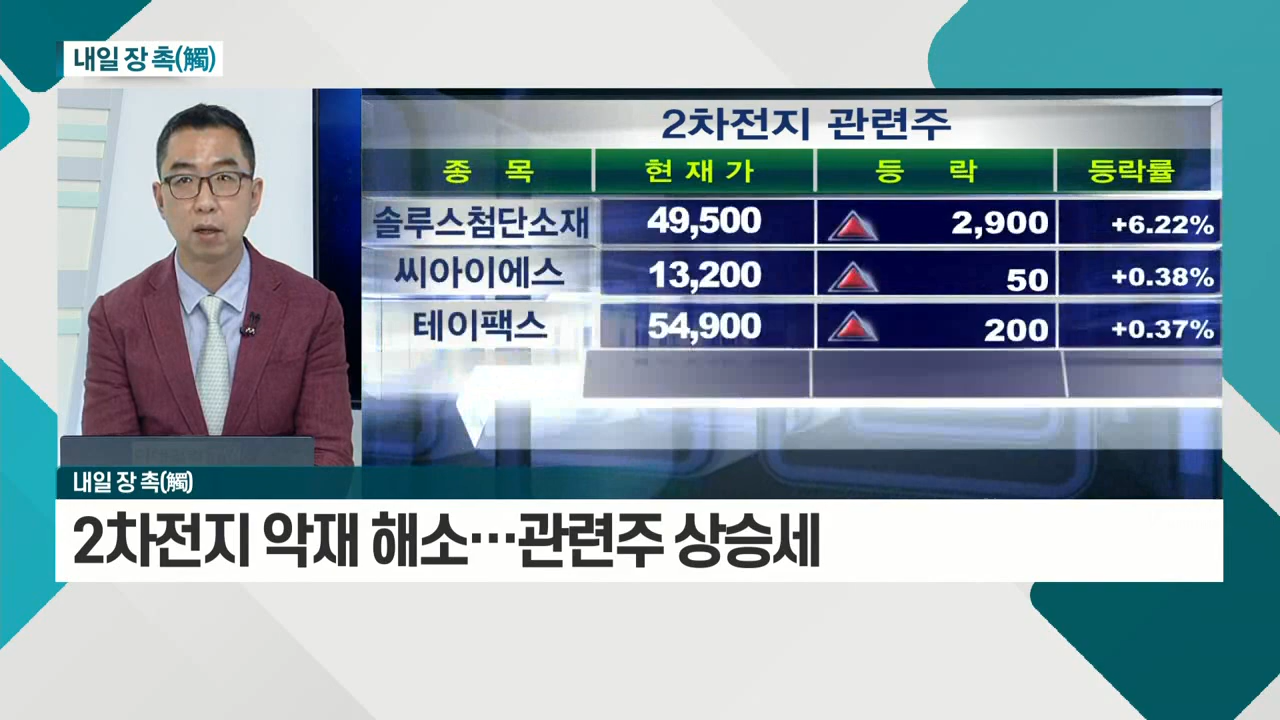 내일 장 촉(觸)
2차전지 관련주
종 목 현 재 가 등 락 등락률
솔루스첨단소재 49,500 ▲ 2,900 +6.22%
씨아이에스 13,200 ▲ 50 +0.38%
테이팩스 54,900 ▲ 200 +0.37%
내일 장 촉(觸)
2차전지 악재 해소…관련주 상승세